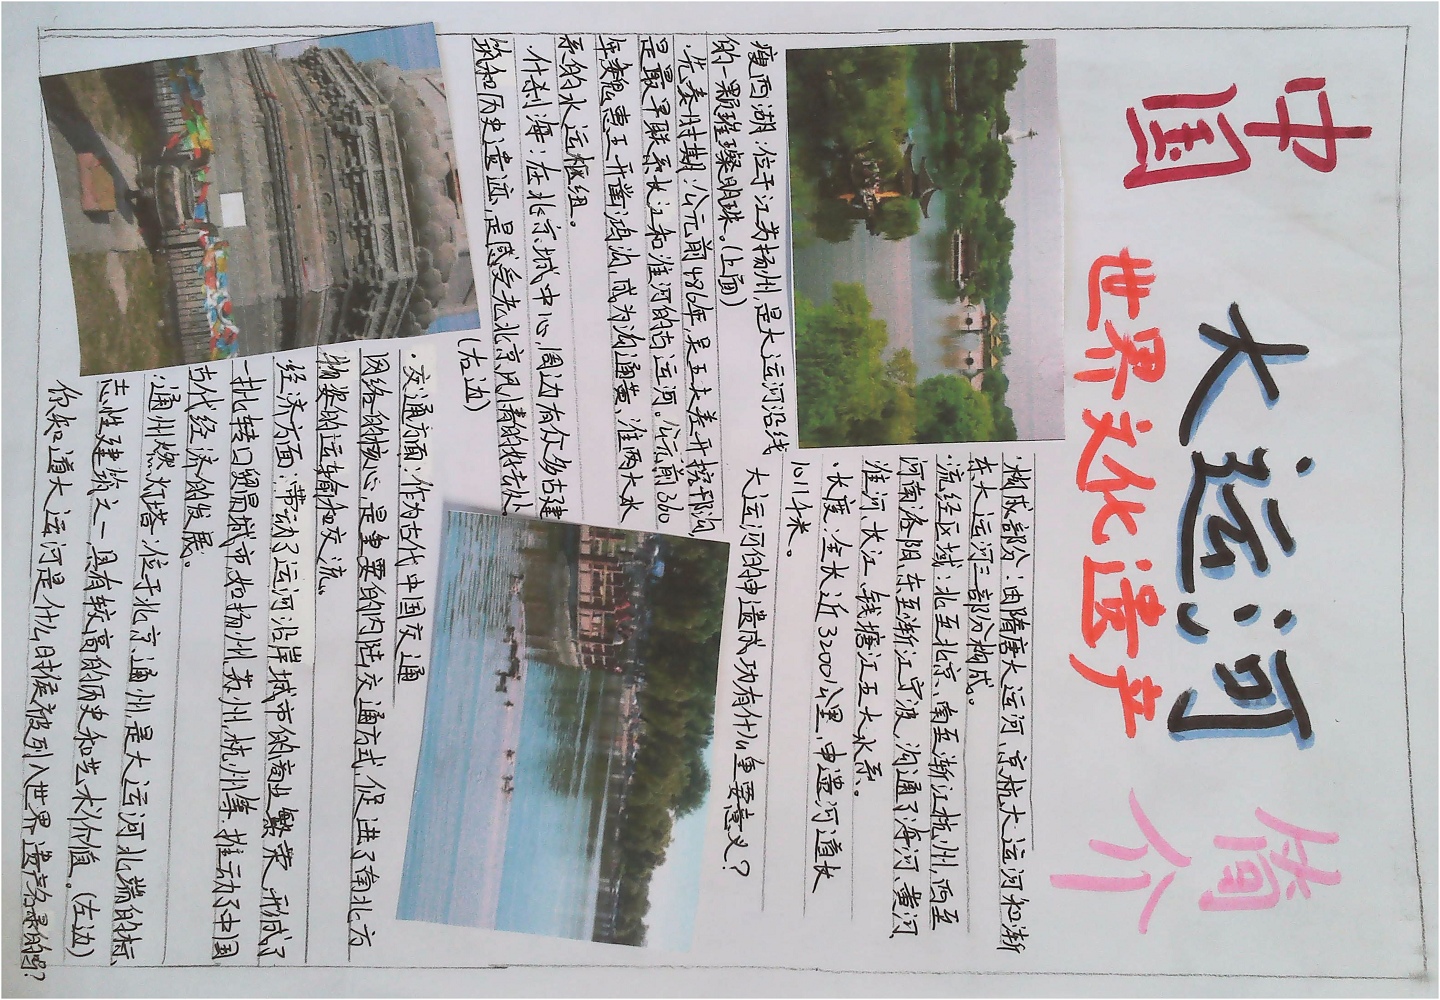 中国
大运河
简介
世界文化遗产
·构成部分：由隋唐大运河、京杭大运河和浙
东大运河三部分构成。
·流经区域：北至北京、南至浙江杭州，西至
河南洛阳、东至浙江宁波，沟通了海河、黄河、
淮河、长江、钱塘江五大水系。
·长度：全长近3200公里，申遗河道长
1011千米。
大运河的申遗成功有什么重要意义？
瘦西湖：位于江苏扬州，是大运河沿线
的一颗璀璨明珠。(上面)
·先秦时期：公元前486年，吴王夫差开挖邗沟，
是最早联系长江和淮河的古运河。公元前360
年魏惠王开凿鸿沟，成为沟通黄、淮两大水
系的水运枢纽。
·什刹海：在北京城中心，周边有众多古建
筑和历史遗迹，是感受老北京风情的好去处。
(右边)
·交通方面：作为古代中国交通
网络的核心，是重要的内陆交通方式，促进了南北方
物资的运输和交流。
·经济方面：带动了运河沿岸城市的商业繁荣，形成了
一批转口贸易城市，如扬州、苏州、杭州等，推动了中国
古代经济的发展。
·通州燃灯塔：位于北京通州，是大运河北端的标
志性建筑之一，具有较高的历史和艺术价值。(左边)
你知道大运河是什么时候被列入世界遗产名录的吗？